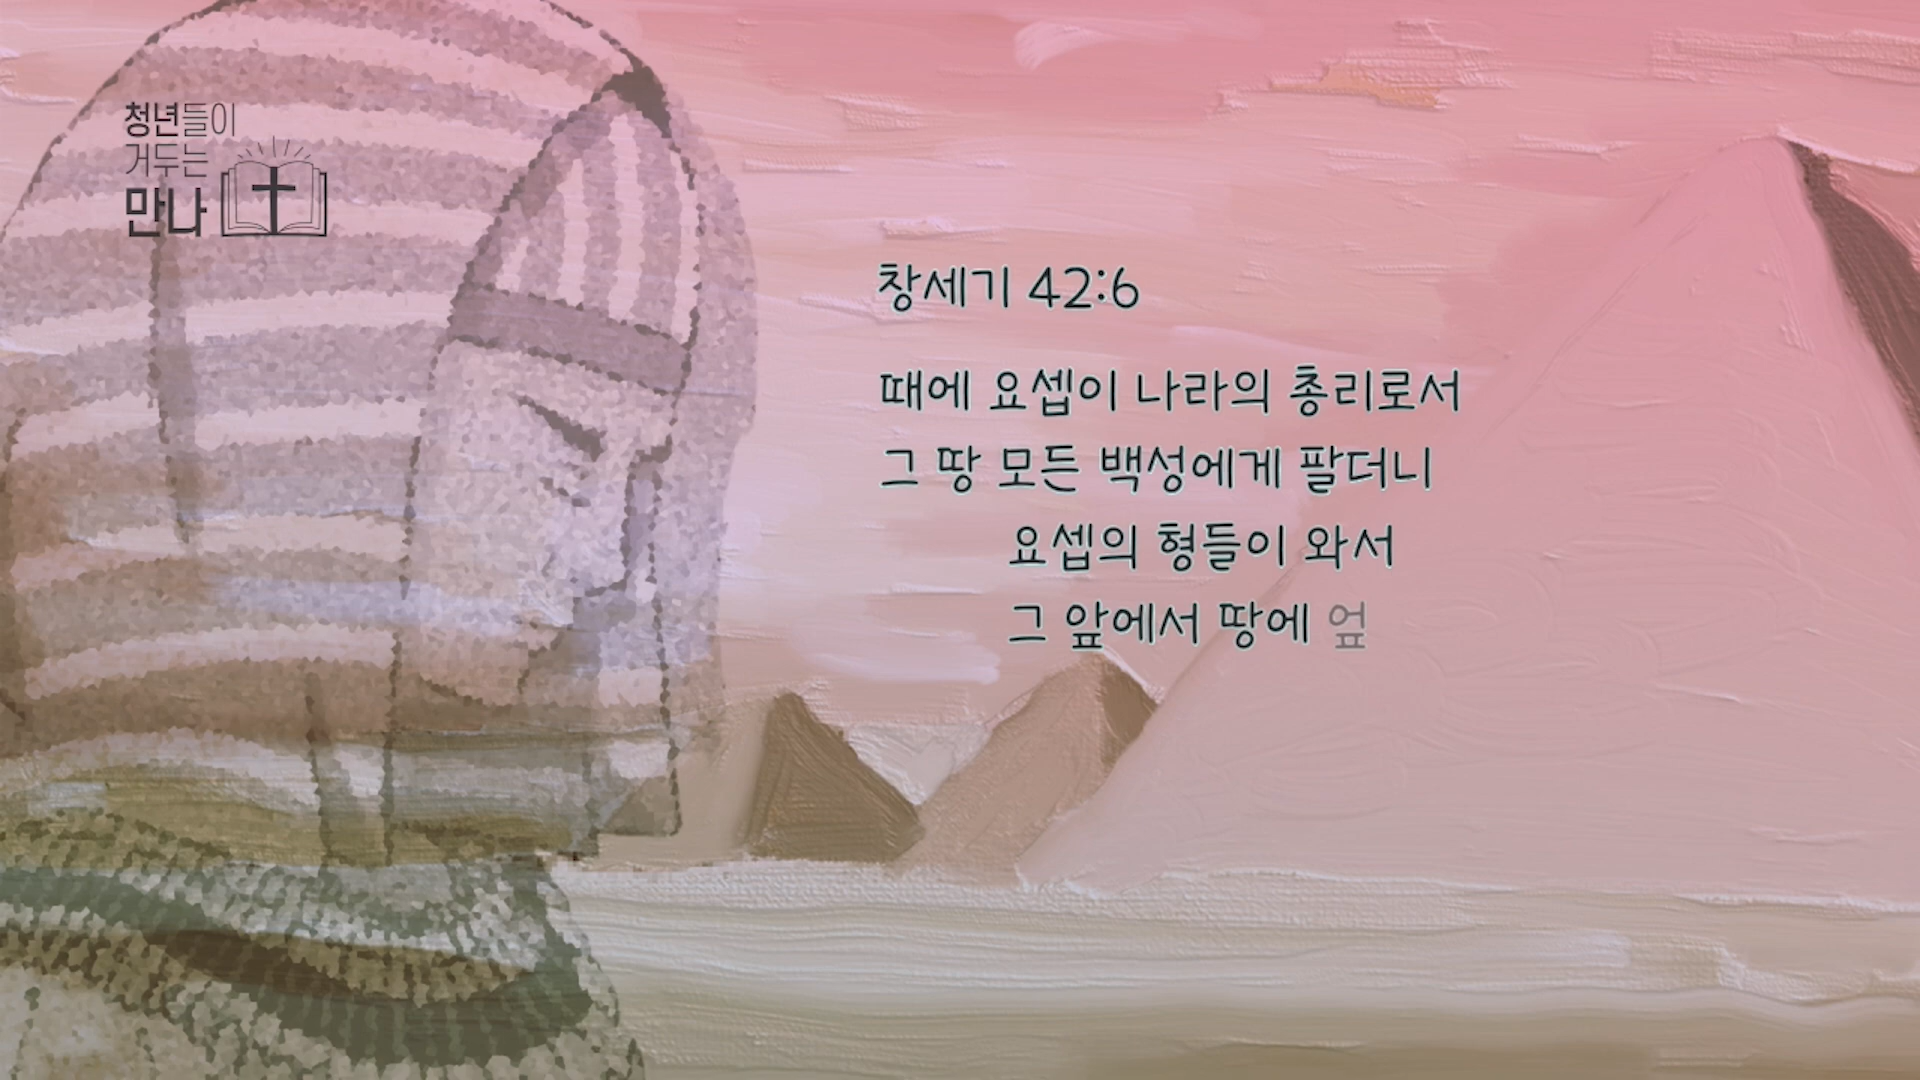 청년들이
거두는
만나
창세기 42:6
때에 요셉이 나라의 총리로서
그 땅 모든 백성에게 팔더니
요셉의 형들이 와서
그 앞에서 땅에 엎